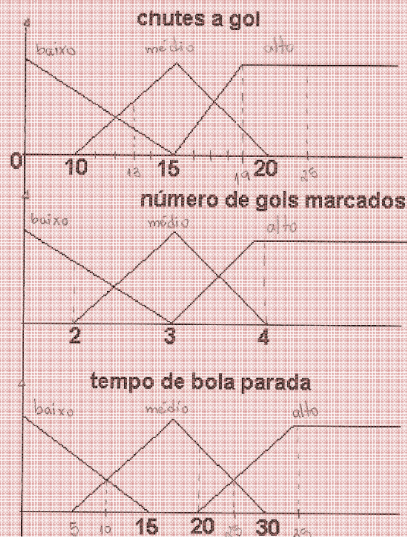 chutes a gol
baixo médio alto
0 10 13 15 19 20 25
número de gols marcados
baixo médio alto
2 3 4
tempo de bola parada
baixo médio alto
5 10 15 20 25 30